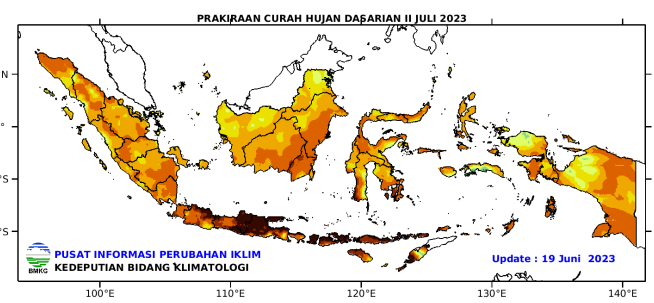 PRAKIRAAN CURAH HUJAN DASARIAN II JULI 2023
N
°
°S
°S
BMKG
PUSAT INFORMASI PERUBAHAN IKLIM
KEDEPUTIAN BIDANG KLIMATOLOGI
Update : 19 Juni 2023
100°E 110°E 120°E 130°E 140°E